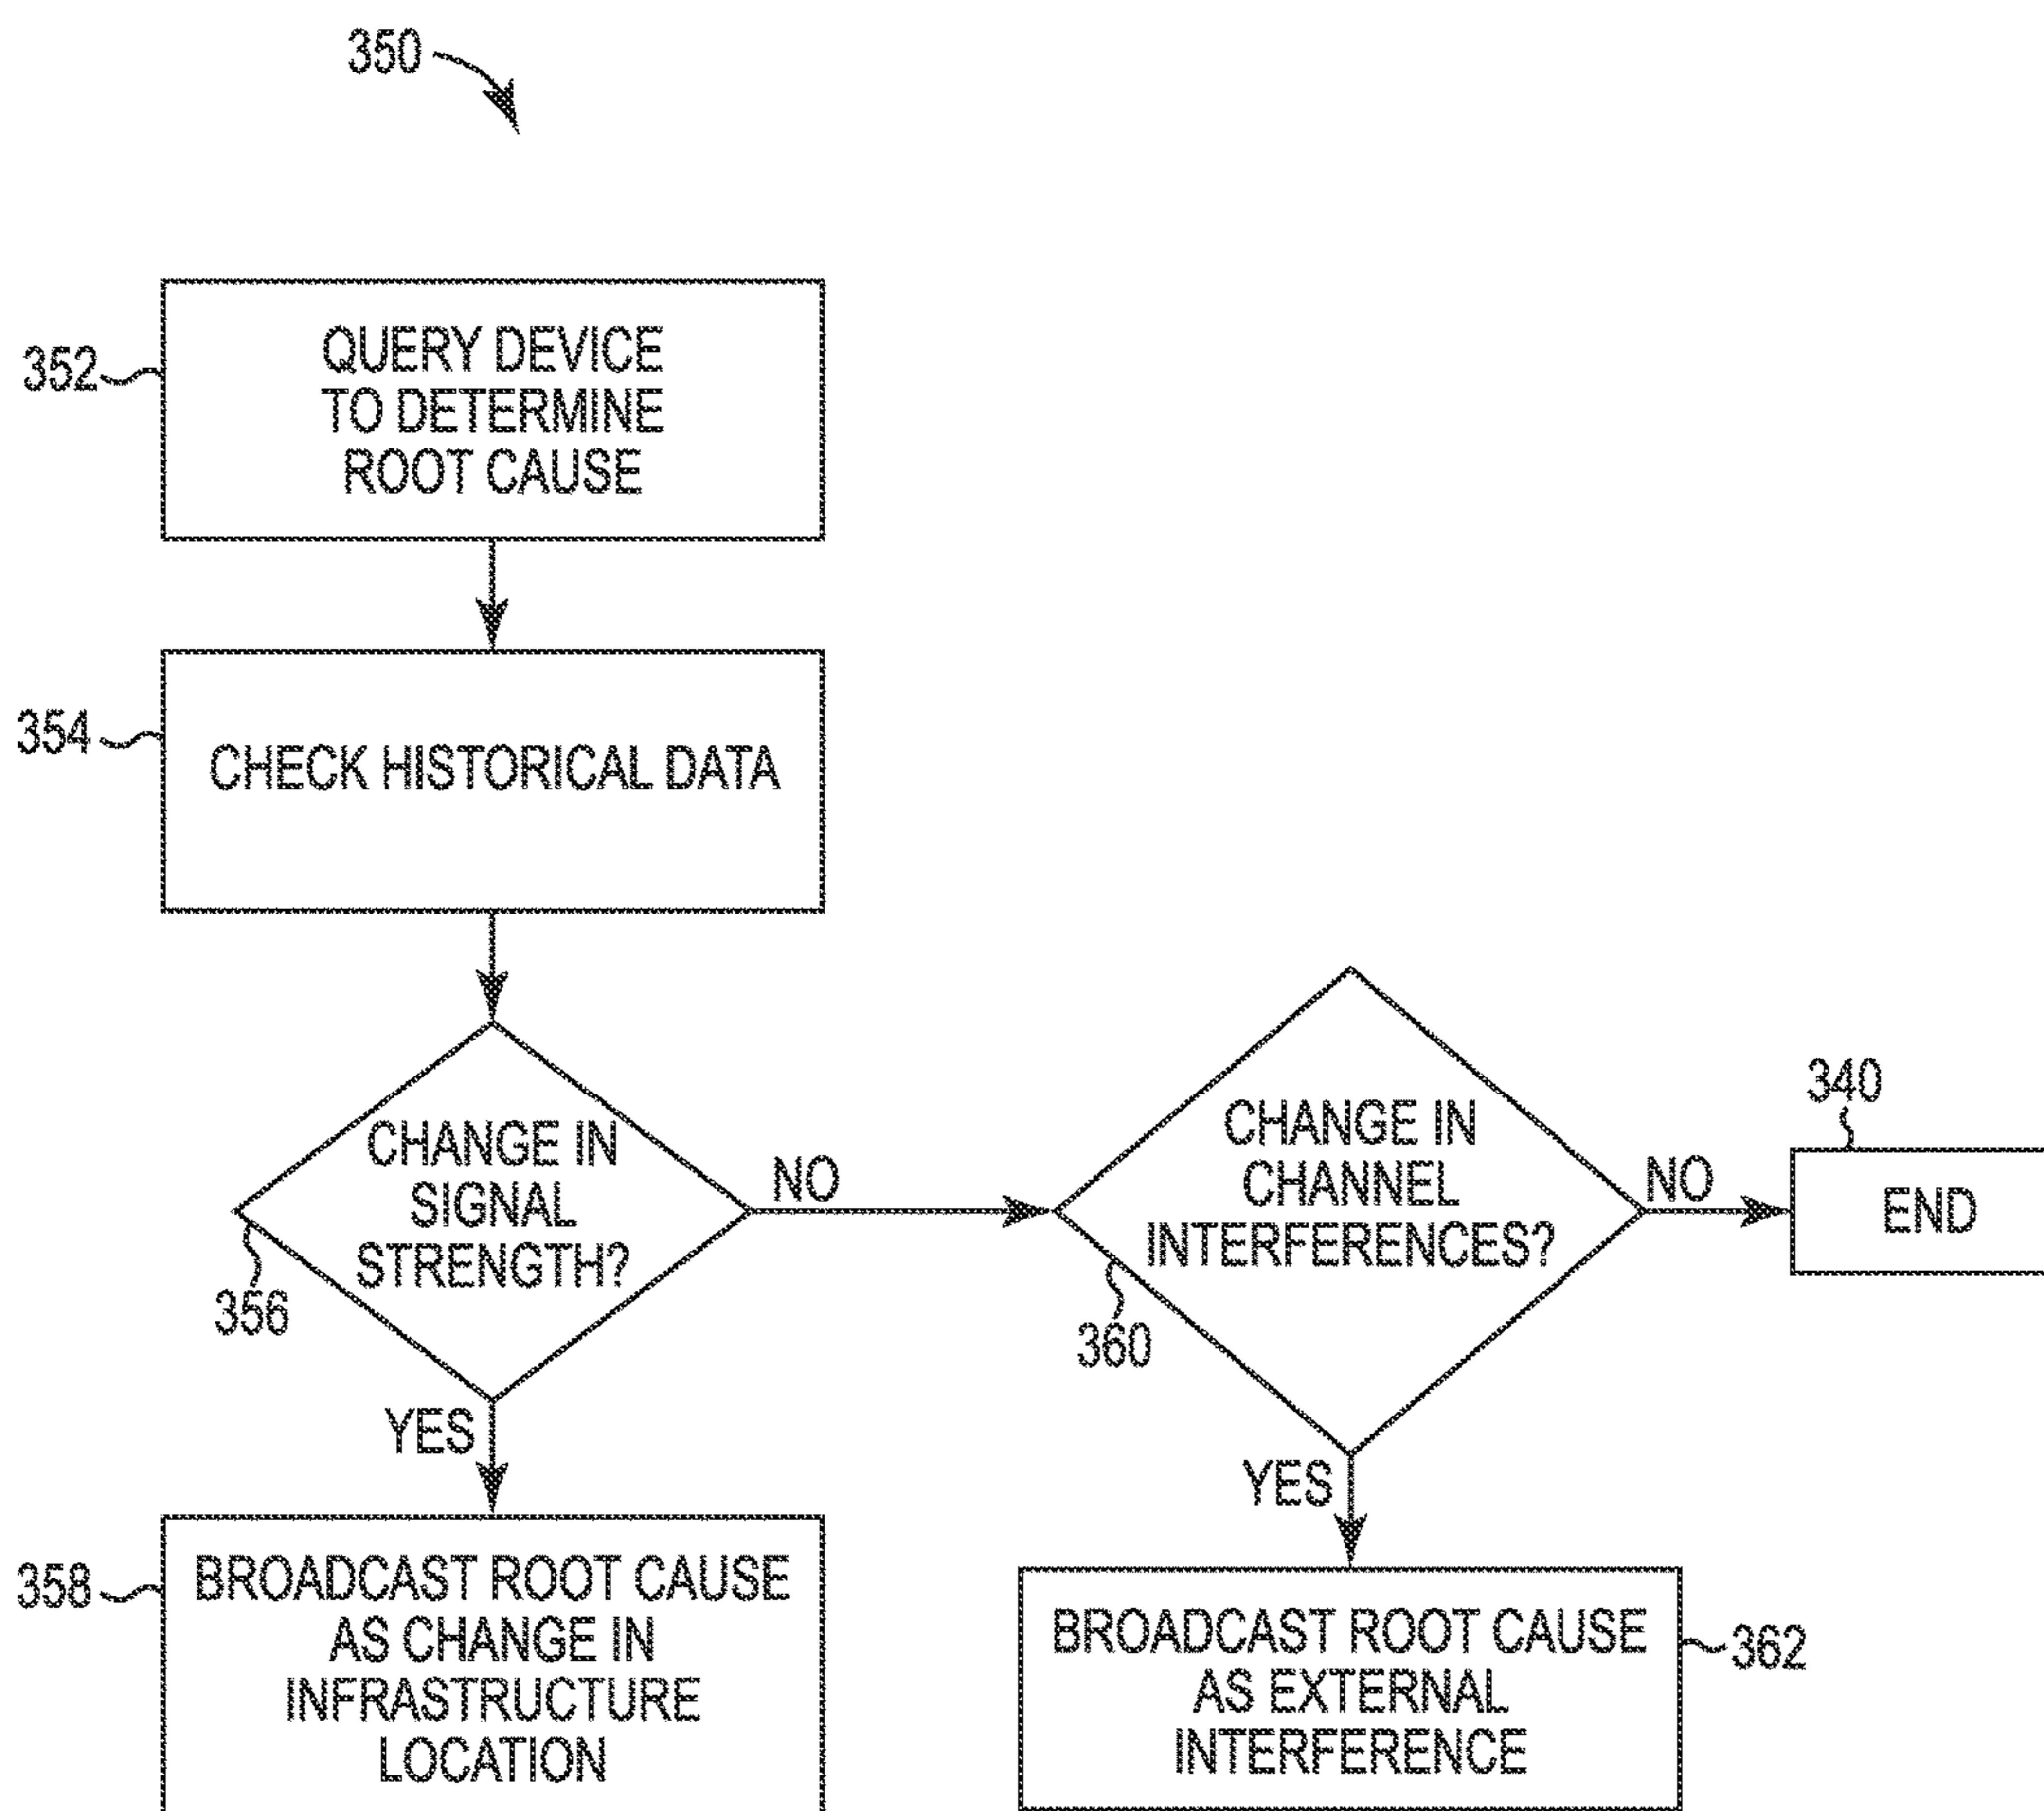 350
352
QUERY DEVICE
TO DETERMINE
ROOT CAUSE
354
CHECK HISTORICAL DATA
CHANGE IN
SIGNAL
STRENGTH?
356
NO
CHANGE IN
CHANNEL
INTERFERENCES?
360
NO
340
END
YES
358
BROADCAST ROOT CAUSE
AS CHANGE IN
INFRASTRUCTURE
LOCATION
YES
BROADCAST ROOT CAUSE
AS EXTERNAL
INTERFERENCE
362